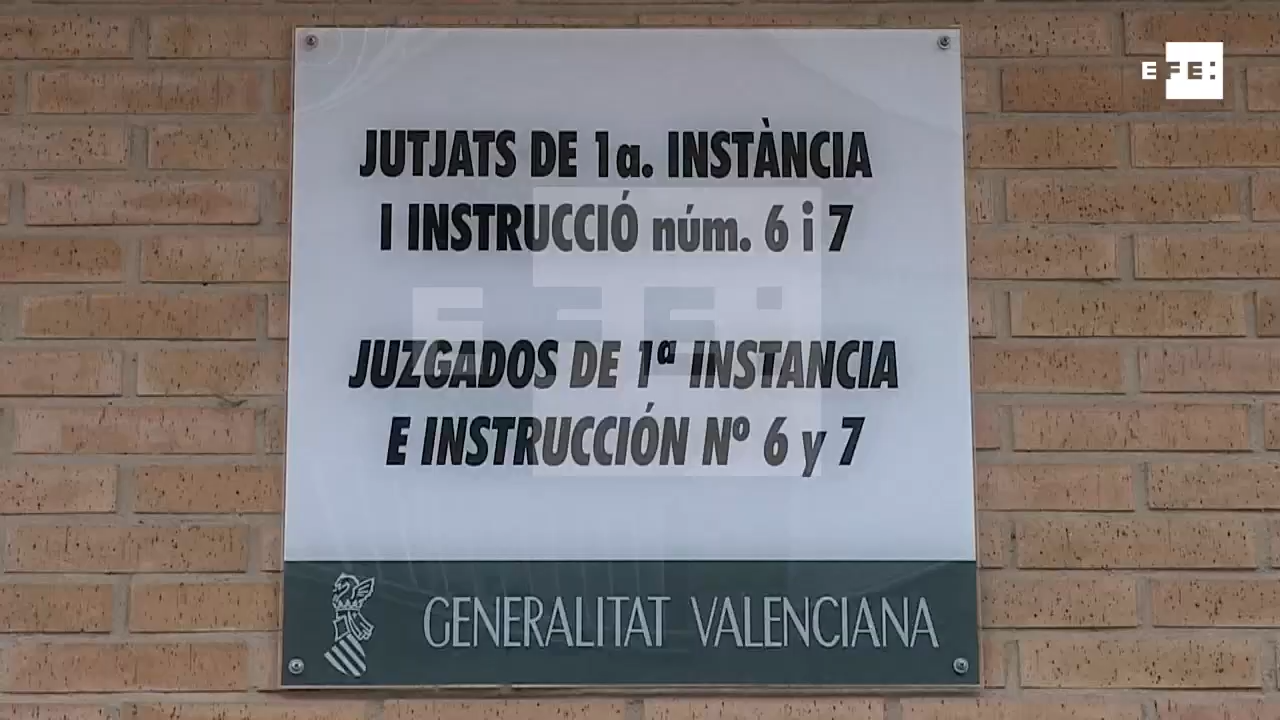 EFE:
JUTJATS DE 1a. INSTÀNCIA
I INSTRUCCIÓ núm. 6 i 7
EFE:
JUZGADOS DE 1ª INSTANCIA
E INSTRUCCIÓN Nº 6 y 7
GENERALITAT VALENCIANA